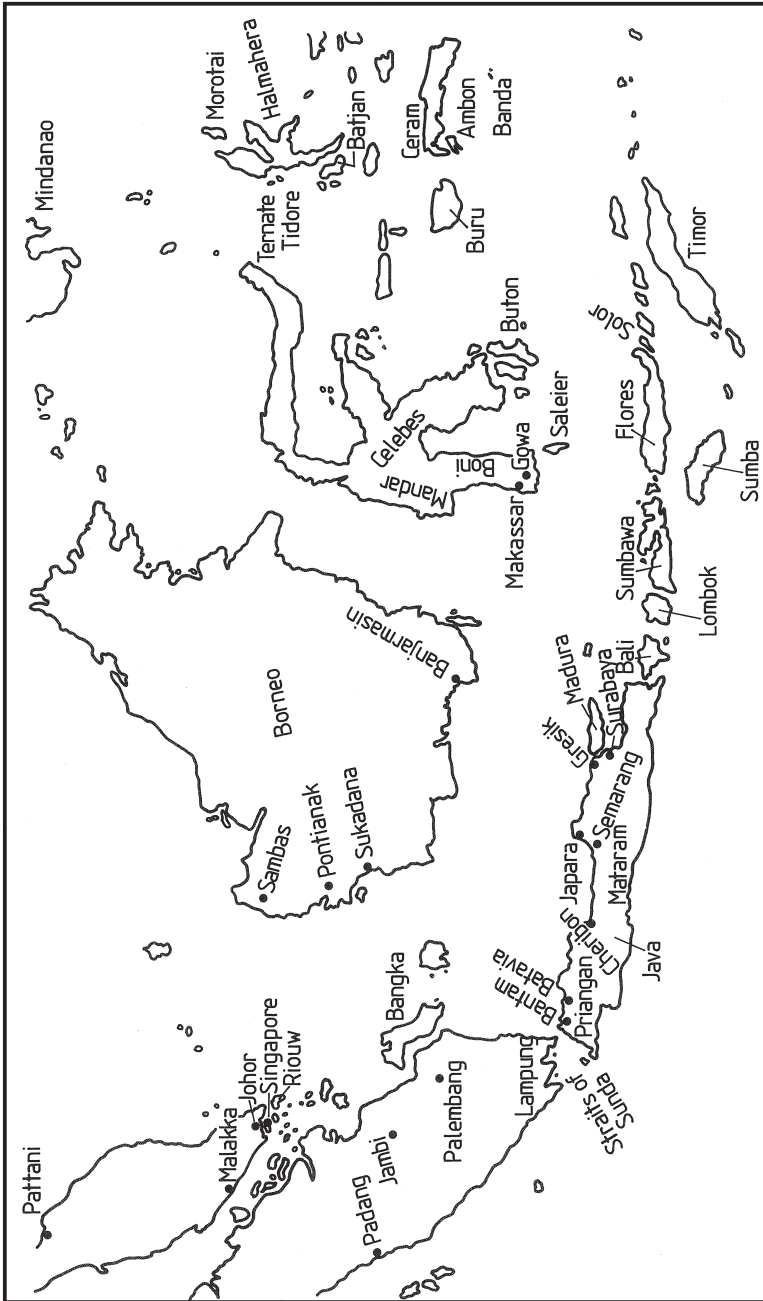 Pattani
Malakka
Johor
Singapore
Riouw
Padang
Jambi
Palembang
Bangka
Lampung
Straits of
Sunda
Bantam
Batavia
Priangan
Cheribon
Java
Japara
Mataram
Semarang
Gresik
Surabaya
Madura
Bali
Lombok
Sumbawa
Sumba
Flores
Solor
Timor
Sambas
Pontianak
Sukadana
Borneo
Banjarmasin
Makassar
Gowa
Boni
Mandar
Celebes
Saleier
Buton
Mindanao
Morotai
Halmahera
Ternate
Tidore
Batjan
Buru
Ceram
Ambon
Banda